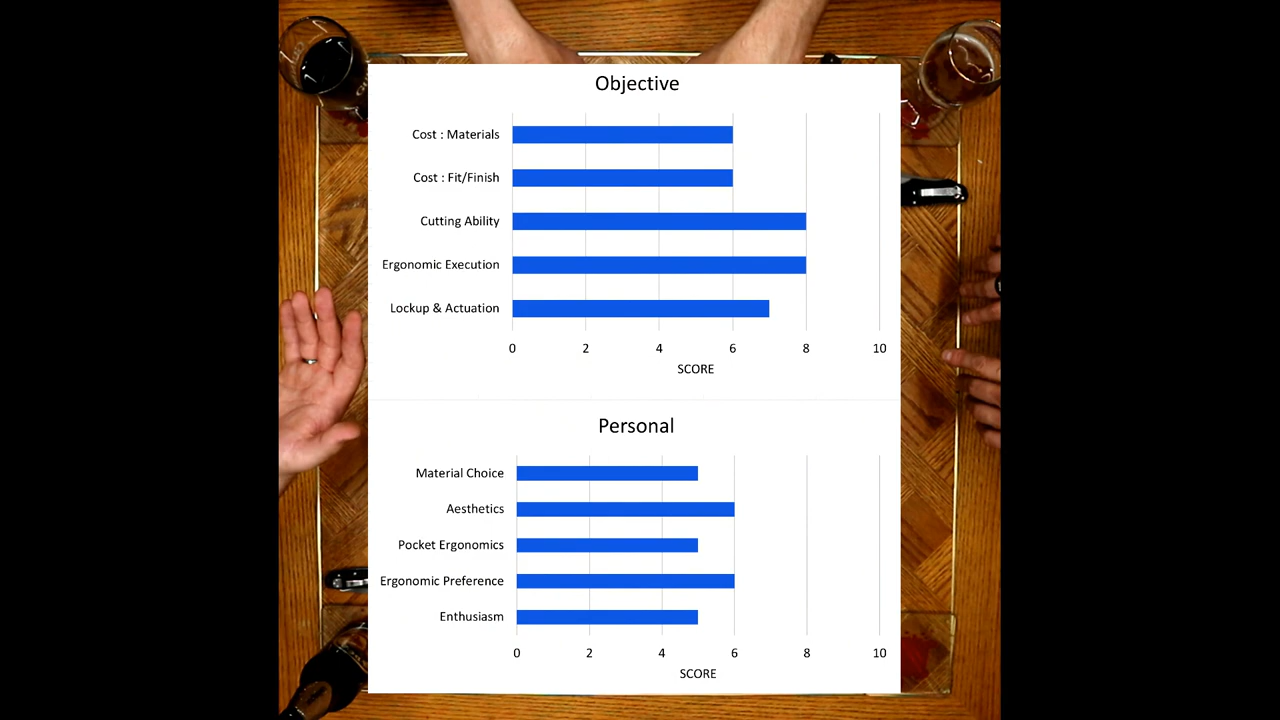 Objective
Cost : Materials
Cost : Fit/Finish
Cutting Ability
Ergonomic Execution
Lockup & Actuation
0 2 4 6 8 10
SCORE
Personal
Material Choice
Aesthetics
Pocket Ergonomics
Ergonomic Preference
Enthusiasm
0 2 4 6 8 10
SCORE